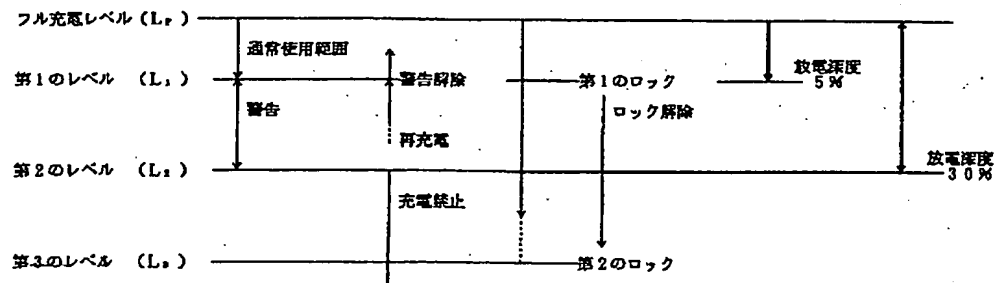 フル充電レベル(LF)
通常使用範囲
第1のレベル (L1)
警告解除
第1のロック
放電深度
5%
警告
ロック解除
再充電
第2のレベル (L2)
放電深度
30%
充電禁止
第3のレベル (L3)
第2のロック